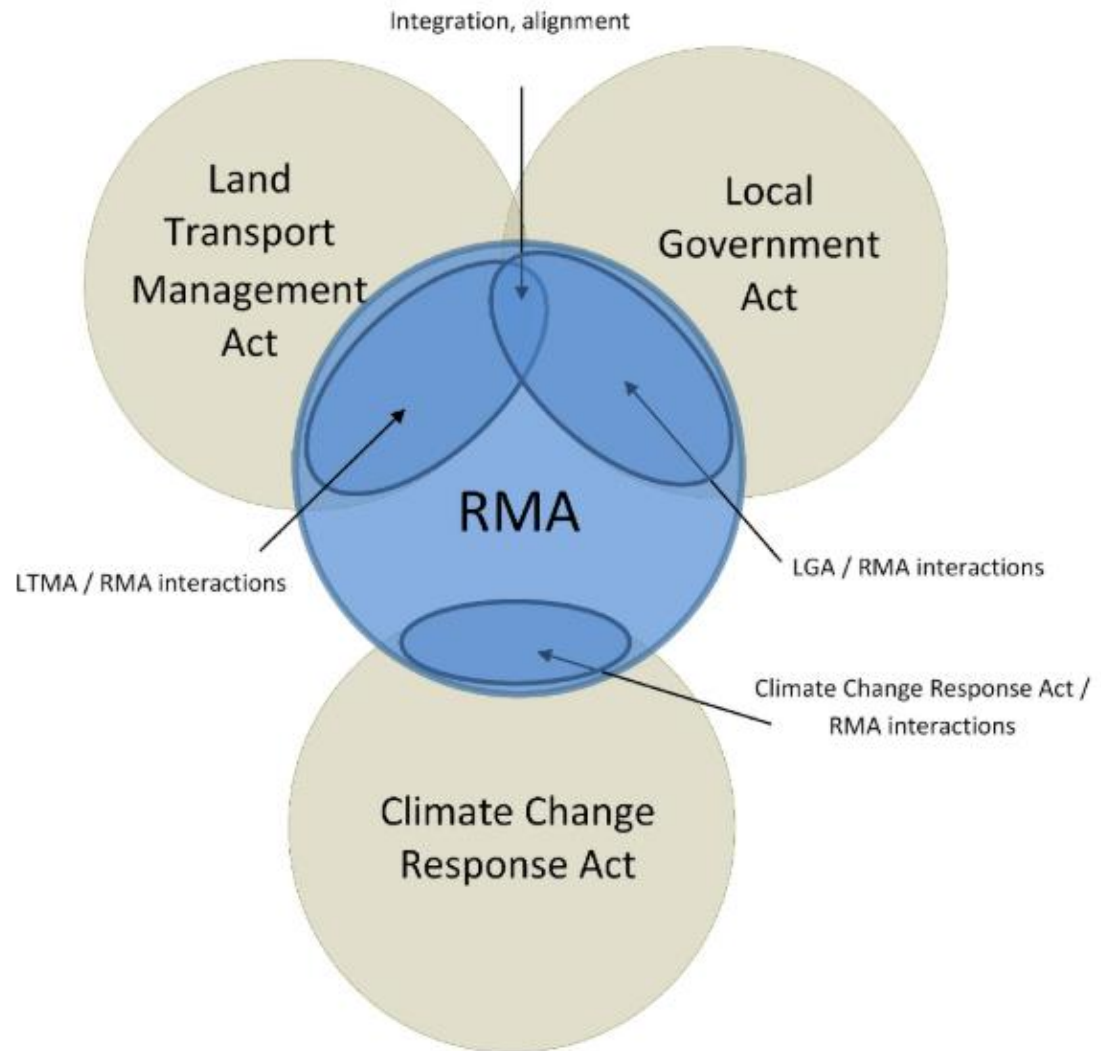 Integration, alignment
Land
Transport
Management
Act
Local
Government
Act
RMA
LTMA / RMA interactions
LGA / RMA interactions
Climate Change Response Act /
RMA interactions
Climate Change
Response Act